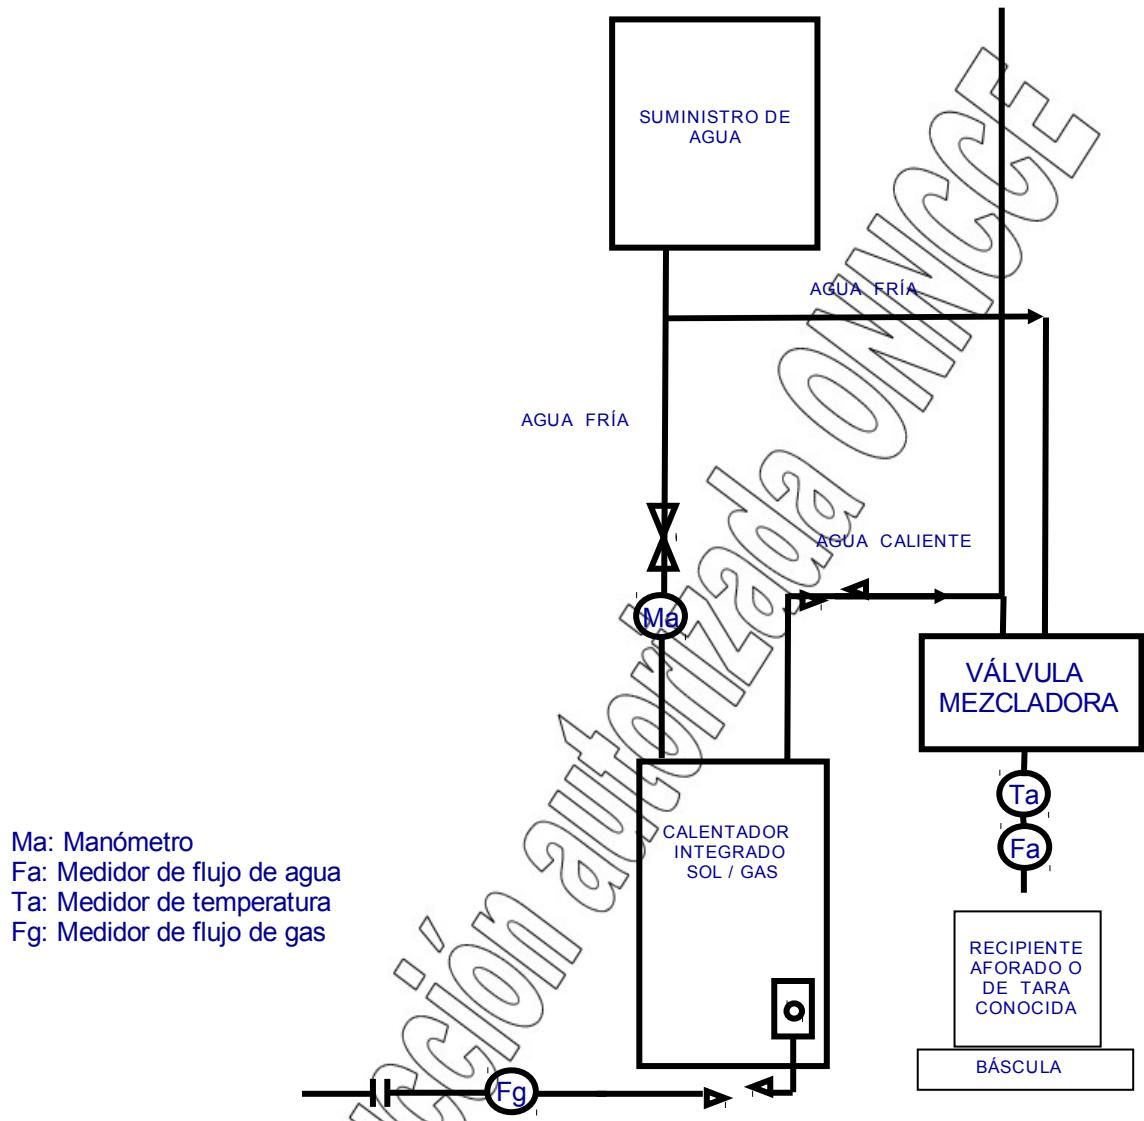 SUMINISTRO DE
AGUA
AGUA FRÍA
AGUA FRÍA
AGUA CALIENTE
Ma
VÁLVULA
MEZCLADORA
Ta
Fa
CALENTADOR
INTEGRADO
SOL / GAS
Ma: Manómetro
Fa: Medidor de flujo de agua
Ta: Medidor de temperatura
Fg: Medidor de flujo de gas
RECIPIENTE
AFORADO O
DE TARA
CONOCIDA
BÁSCULA
Fg
cción autorizada ONNCCE